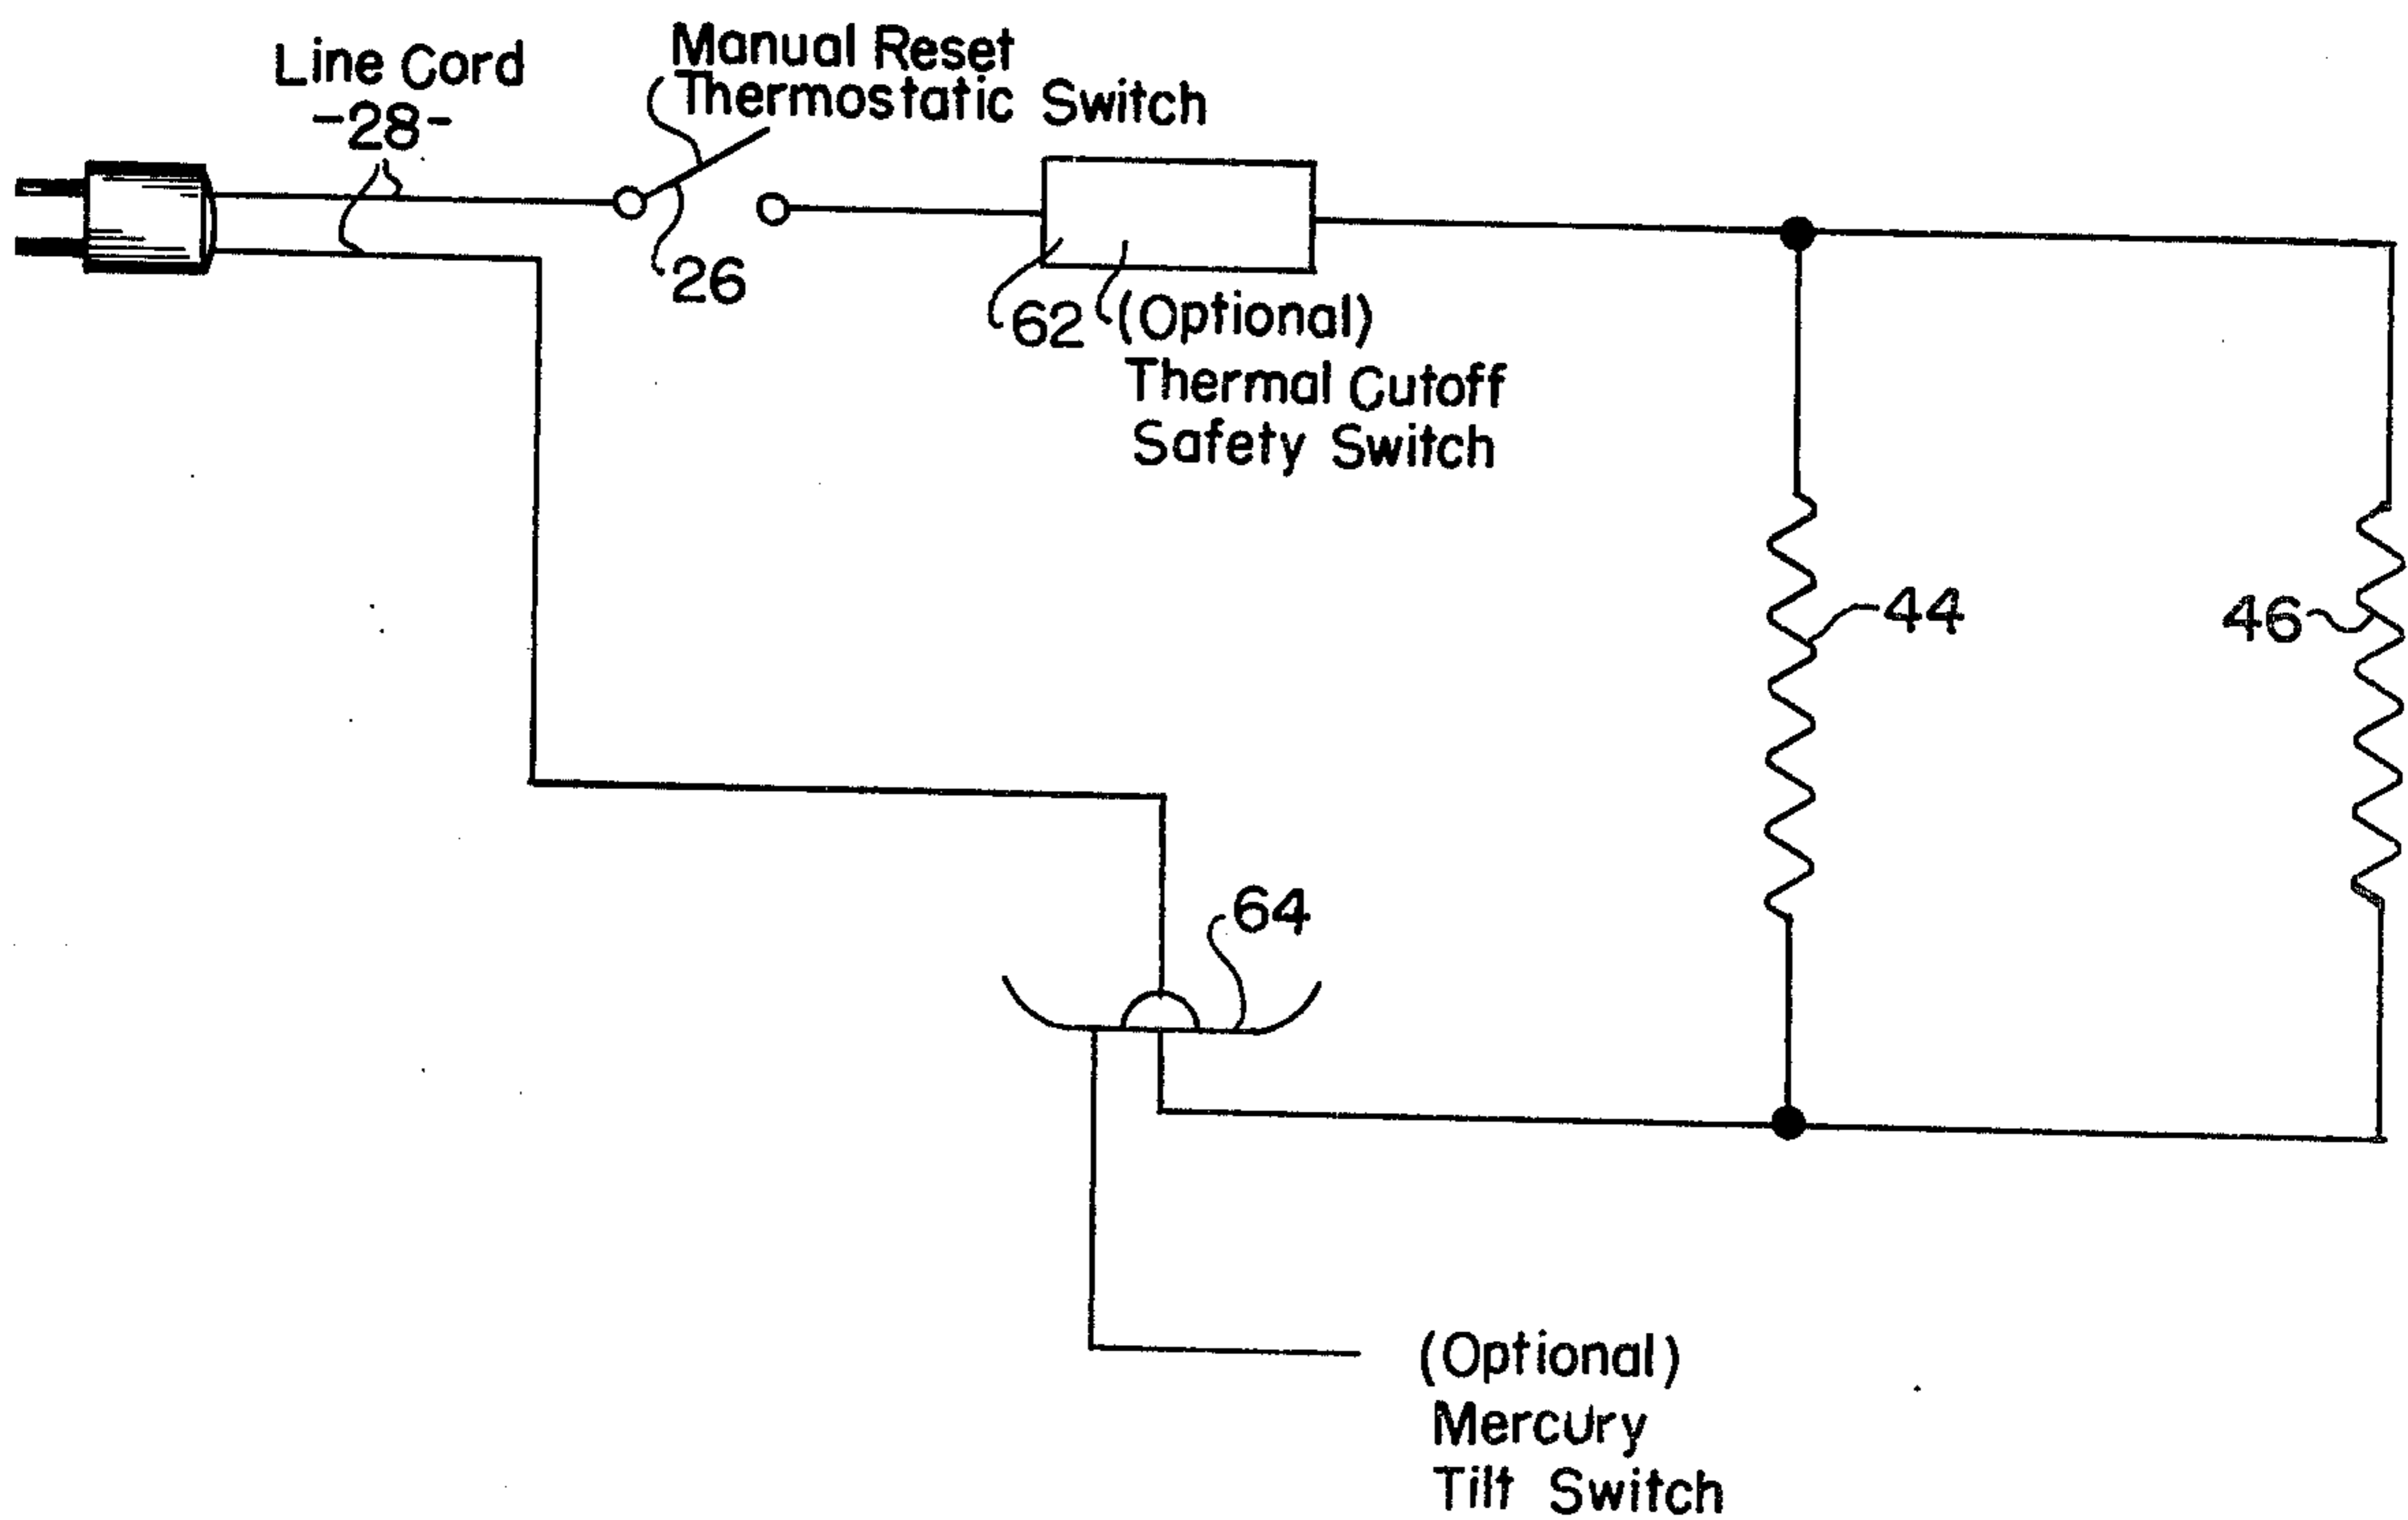 Line Cord
-28-
Manual Reset
Thermostatic Switch
26
62
(Optional)
Thermal Cutoff
Safety Switch
44
46
64
(Optional)
Mercury
Tilt Switch